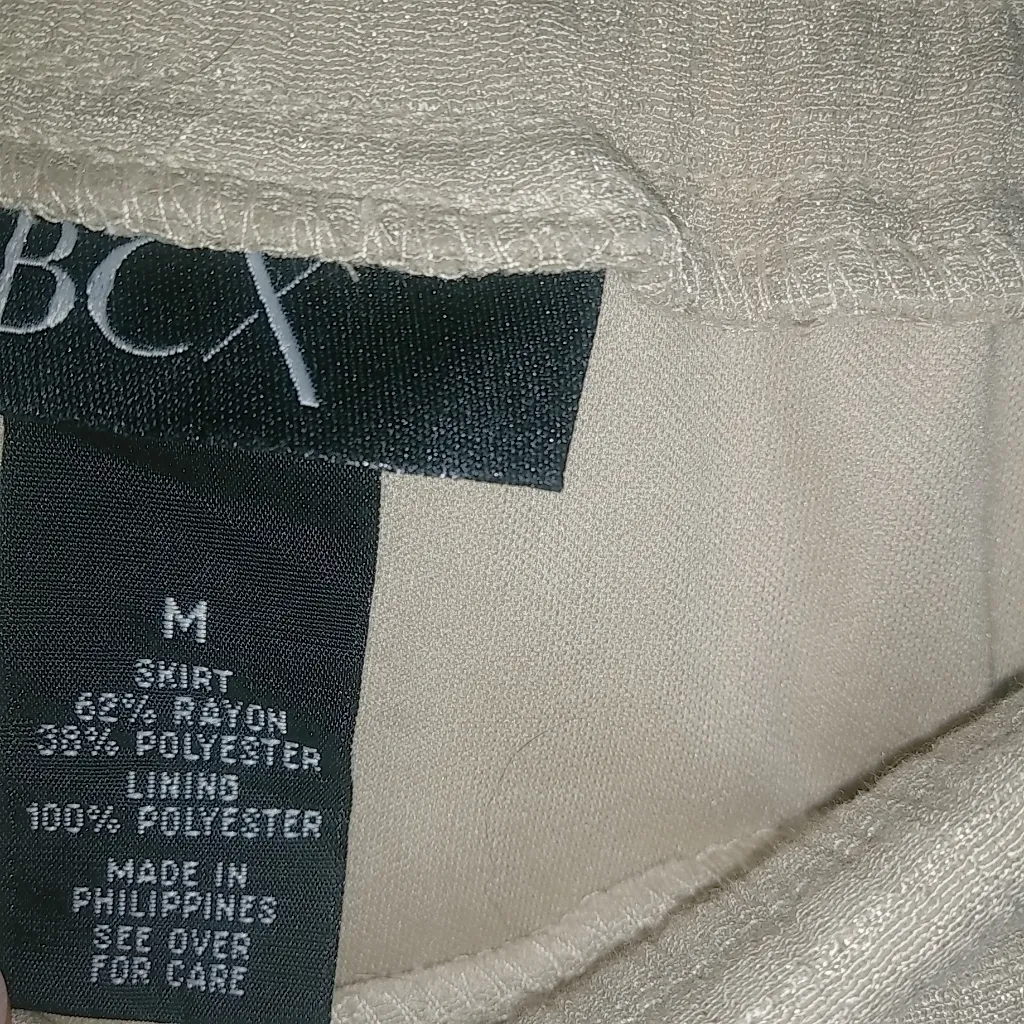 BCX
M
SKIRT
62% RAYON
38% POLYESTER
LINING
100% POLYESTER
MADE IN
PHILIPPINES
SEE OVER
FOR CARE